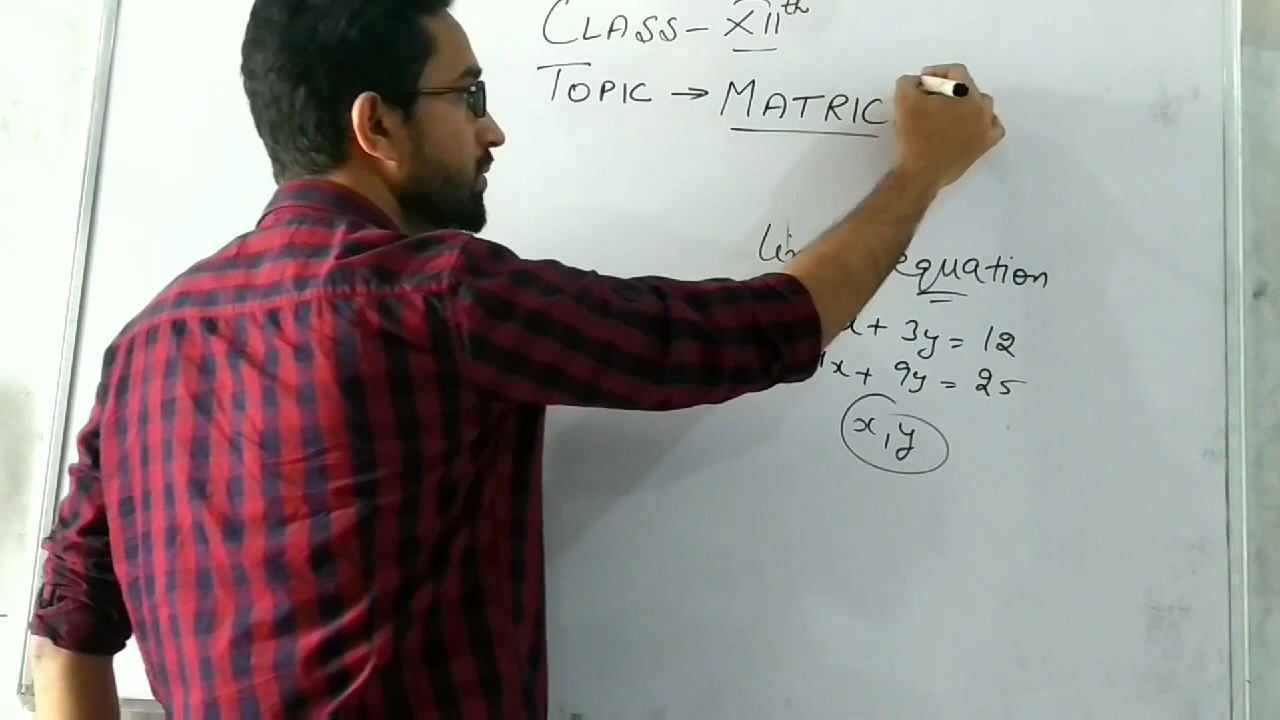 CLASS - XIIth
TOPIC → MATRIC
equation
x + 3y = 12
x + 9y = 25
x, y